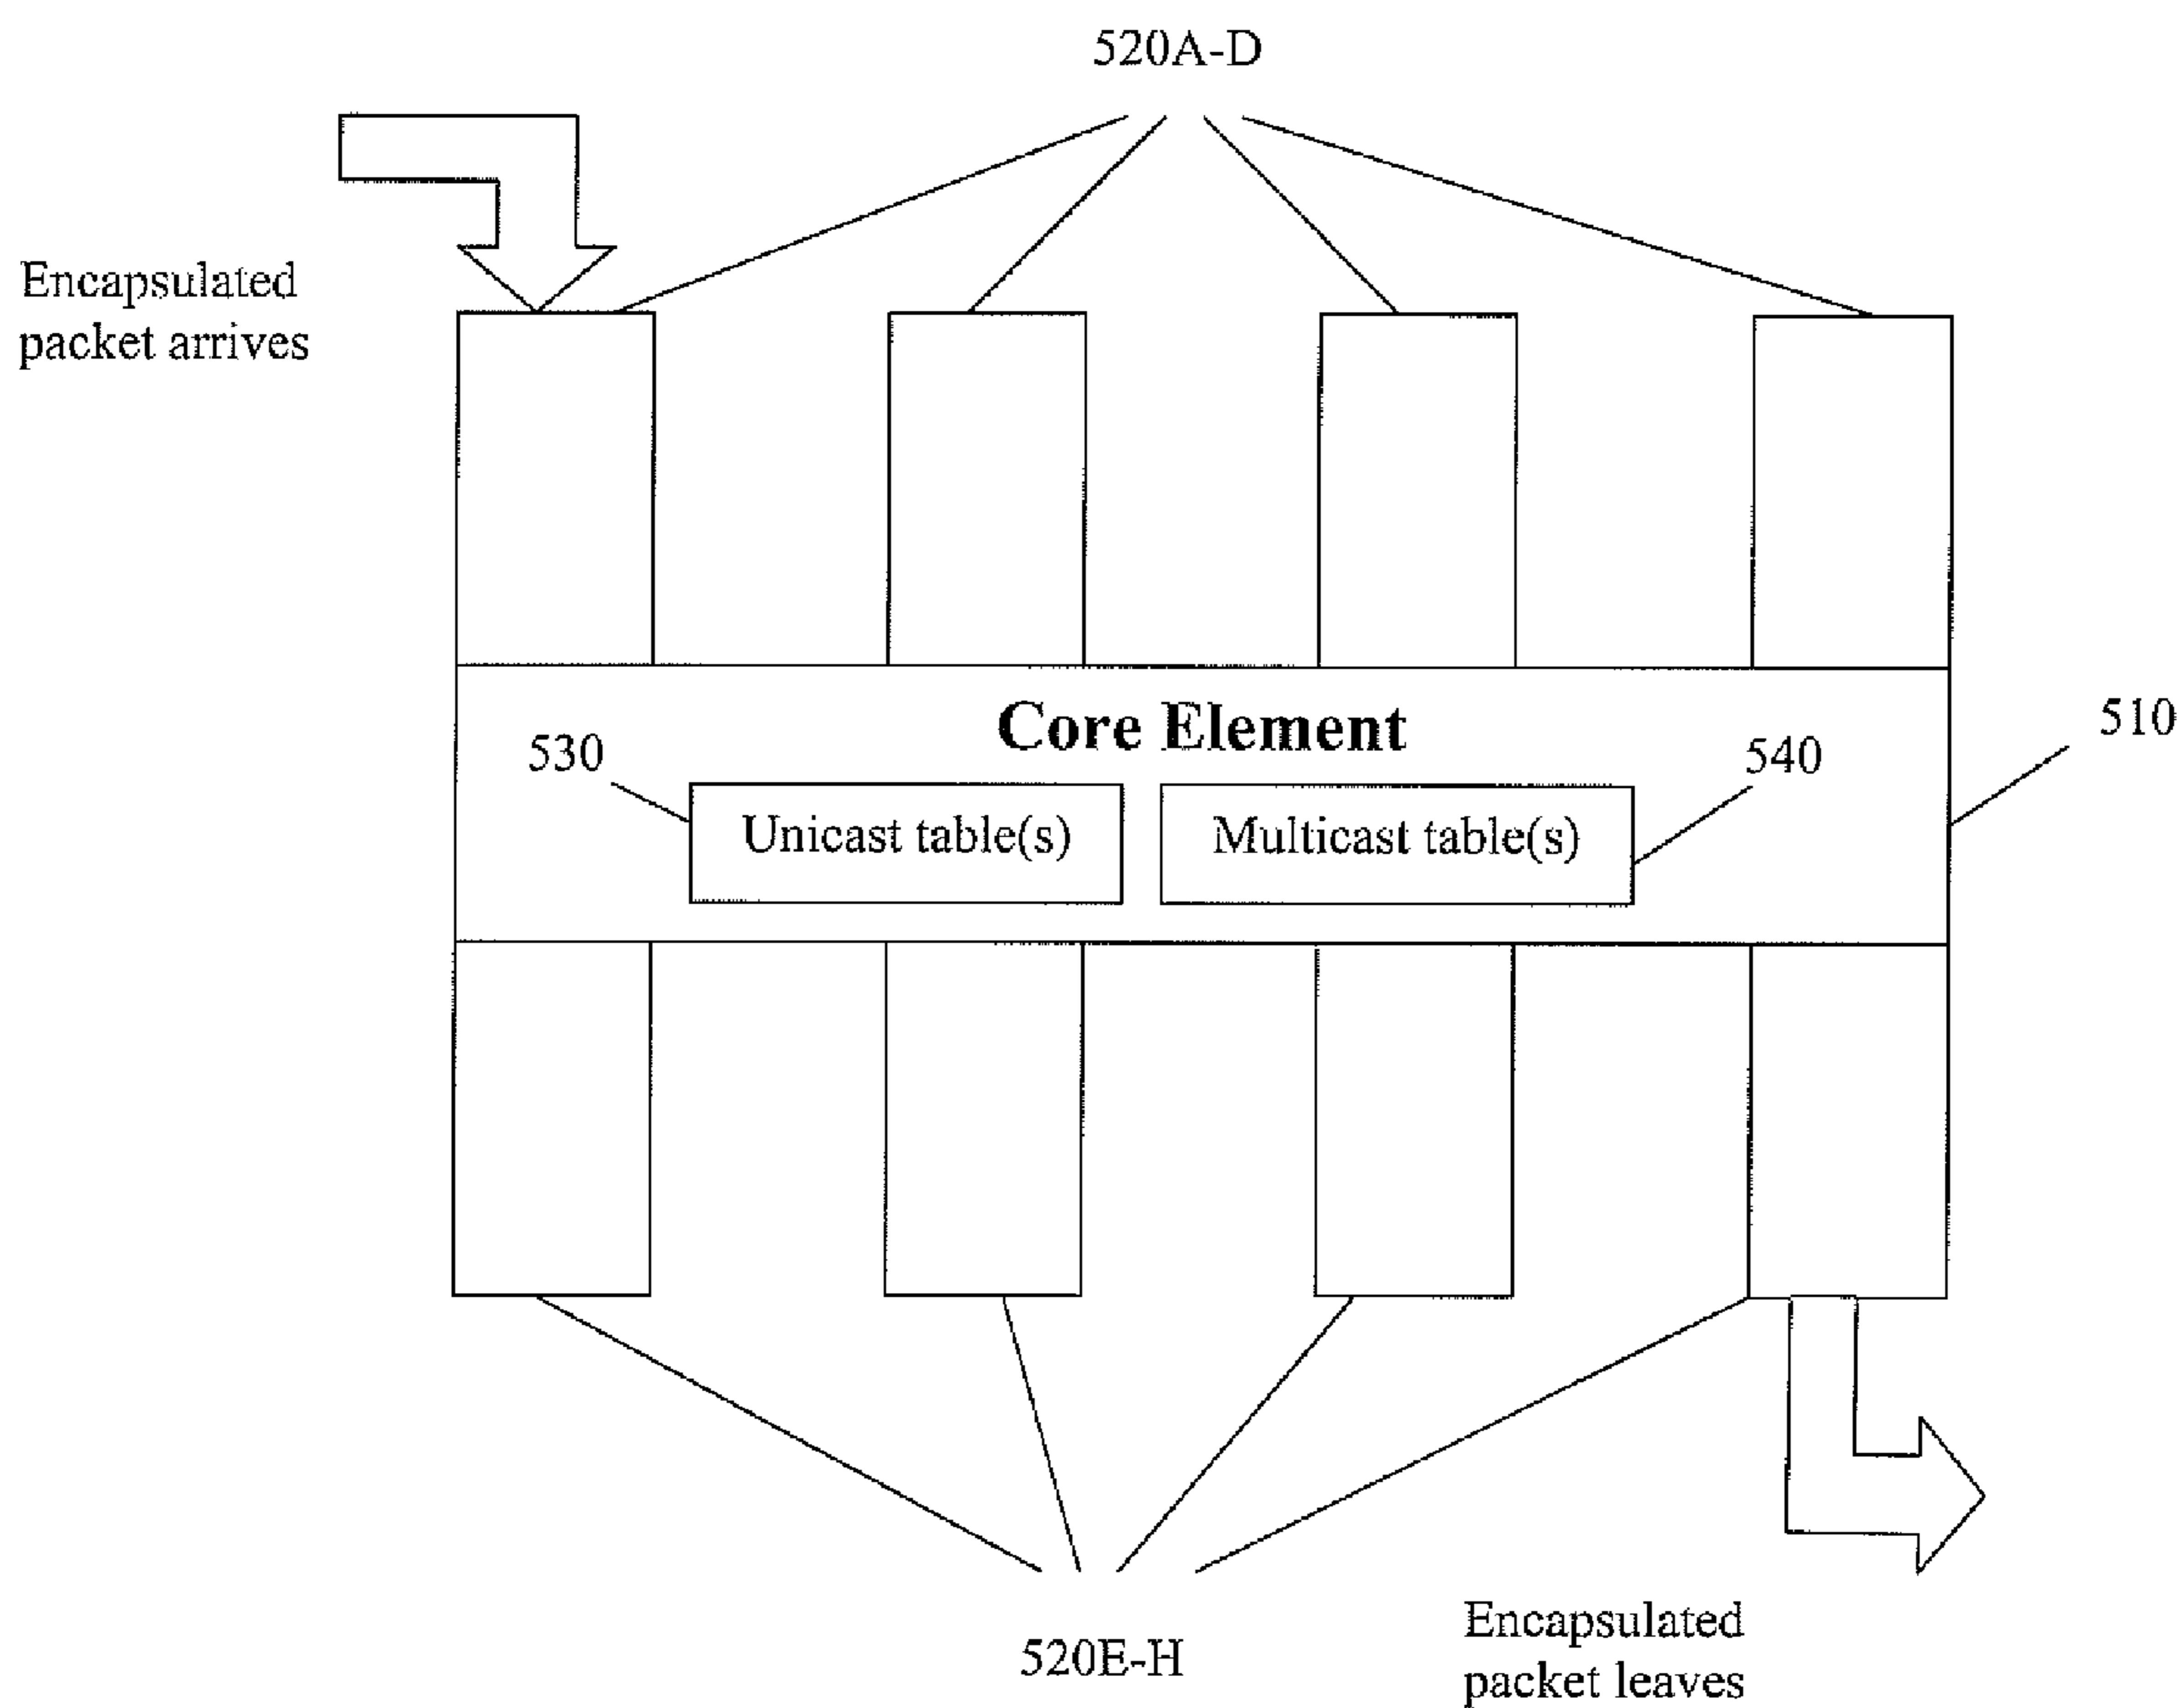 520A-D
Encapsulated
packet arrives
Core Element
510
530
540
Unicast table(s)
Multicast table(s)
520E-H
Encapsulated
packet leaves